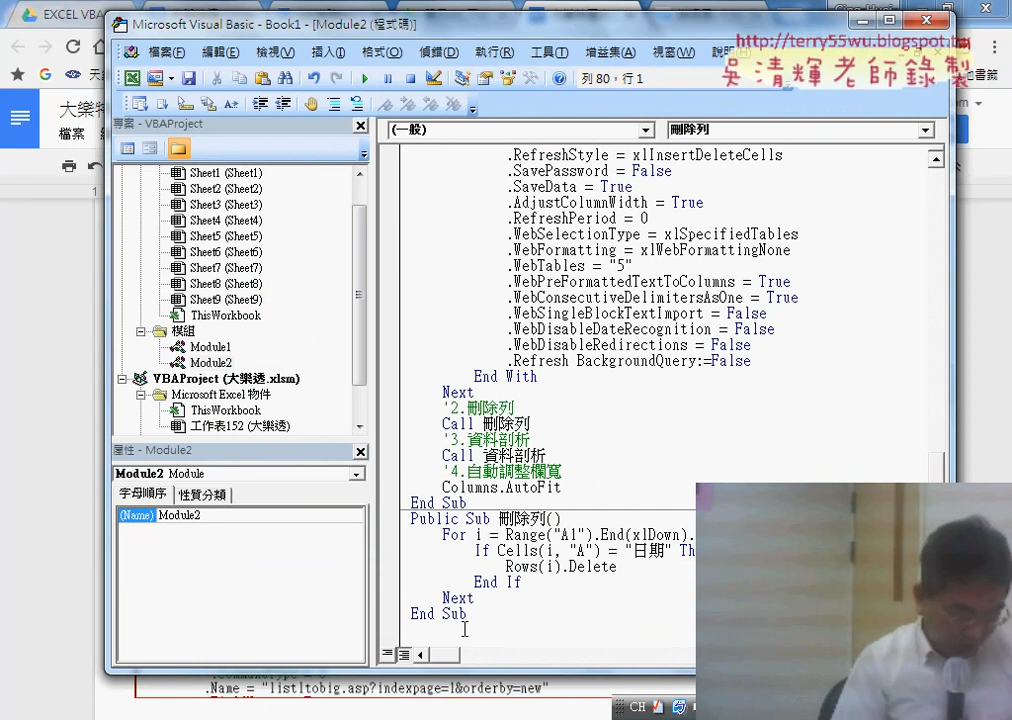 EXCEL VBA
Microsoft Visual Basic - Book1 - [Module2 (程式碼)]
http://terry55wu.blogspot.tw
吳清輝老師錄製
檔案(F) 編輯(E) 檢視(V) 插入(I) 格式(O) 偵錯(D) 執行(R) 工具(T) 增益集(A) 視窗(W)
列 80, 行 1
專案 - VBAProject
(一般)
刪除列
Sheet1 (Sheet1)
Sheet2 (Sheet2)
Sheet3 (Sheet3)
Sheet4 (Sheet4)
Sheet5 (Sheet5)
Sheet6 (Sheet6)
Sheet7 (Sheet7)
Sheet8 (Sheet8)
Sheet9 (Sheet9)
ThisWorkbook
模組
Module1
Module2
VBAProject (大樂透.xlsm)
Microsoft Excel 物件
ThisWorkbook
工作表152 (大樂透)
屬性 - Module2
Module2 Module
字母順序 性質分類
(Name) Module2
.RefreshStyle = xlInsertDeleteCells
.SavePassword = False
.SaveData = True
.AdjustColumnWidth = True
.RefreshPeriod = 0
.WebSelectionType = xlSpecifiedTables
.WebFormatting = xlWebFormattingNone
.WebTables = "5"
.WebPreFormattedTextToColumns = True
.WebConsecutiveDelimitersAsOne = True
.WebSingleBlockTextImport = False
.WebDisableDateRecognition = False
.WebDisableRedirections = False
.Refresh BackgroundQuery:=False
End With
Next
'2.刪除列
Call 刪除列
'3.資料剖析
Call 資料剖析
'4.自動調整欄寬
Columns.AutoFit
End Sub
Public Sub 刪除列()
For i = Range("A1").End(xlDown).
If Cells(i, "A") = "日期" Th
Rows(i).Delete
End If
Next
End Sub
.Name = "listltobig.asp?indexpage=1&orderby=new"
CH